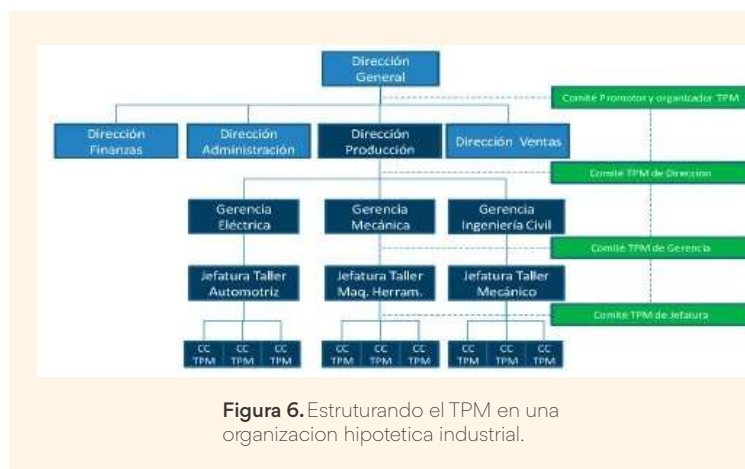 Dirección
General
Comité Promotor y organizador TPM
Dirección
Finanzas
Dirección
Administración
Dirección
Producción
Dirección Ventas
Comité TPM de Direccion
Gerencia
Eléctrica
Gerencia
Mecánica
Gerencia
Ingeniería Civil
Comité TPM de Gerencia
Jefatura Taller
Automotriz
Jefatura Taller
Maq. Herram.
Jefatura Taller
Mecánico
Comité TPM de Jefatura
CC CC CC
TPM TPM TPM
CC CC CC
TPM TPM TPM
CC CC CC
TPM TPM TPM
Figura 6. Estruturando el TPM en una
organizacion hipotetica industrial.